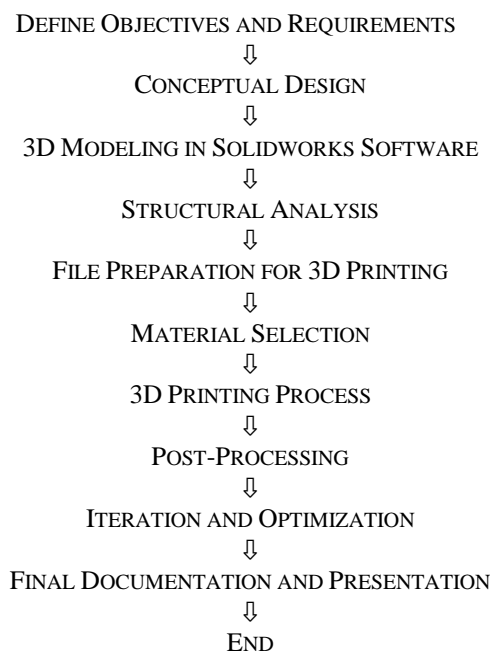 DEFINE OBJECTIVES AND REQUIREMENTS
⇩
CONCEPTUAL DESIGN
⇩
3D MODELING IN SOLIDWORKS SOFTWARE
⇩
STRUCTURAL ANALYSIS
⇩
FILE PREPARATION FOR 3D PRINTING
⇩
MATERIAL SELECTION
⇩
3D PRINTING PROCESS
⇩
POST-PROCESSING
⇩
ITERATION AND OPTIMIZATION
⇩
FINAL DOCUMENTATION AND PRESENTATION
⇩
END